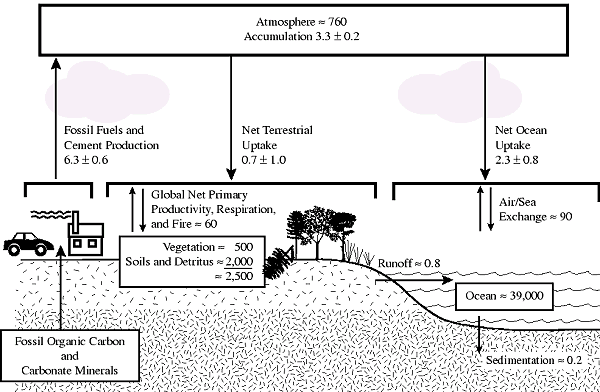 Atmosphere ≈ 760
Accumulation 3.3 ± 0.2
Fossil Fuels and
Cement Production
6.3 ± 0.6
Net Terrestrial
Uptake
0.7 ± 1.0
Net Ocean
Uptake
2.3 ± 0.8
Global Net Primary
Productivity, Respiration,
and Fire ≈ 60
Air/Sea
Exchange ≈ 90
Vegetation ≈ 500
Soils and Detritus ≈ 2,000
≈ 2,500
Runoff ≈ 0.8
Ocean ≈ 39,000
Fossil Organic Carbon
and
Carbonate Minerals
Sedimentation ≈ 0.2